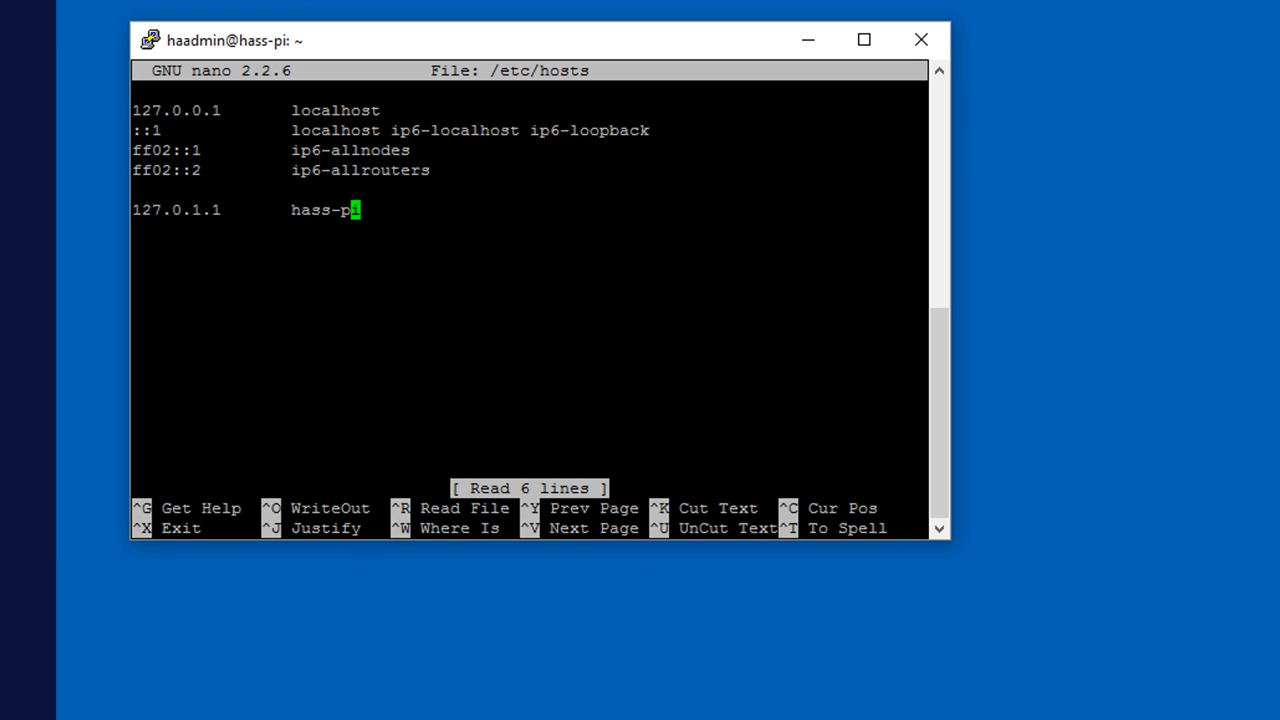 haadmin@hass-pi: ~
GNU nano 2.2.6 File: /etc/hosts
127.0.0.1 localhost
::1 localhost ip6-localhost ip6-loopback
ff02::1 ip6-allnodes
ff02::2 ip6-allrouters
127.0.1.1 hass-pi
[ Read 6 lines ]
^G Get Help ^O WriteOut ^R Read File ^Y Prev Page ^K Cut Text ^C Cur Pos
^X Exit ^J Justify ^W Where Is ^V Next Page ^U UnCut Text ^T To Spell